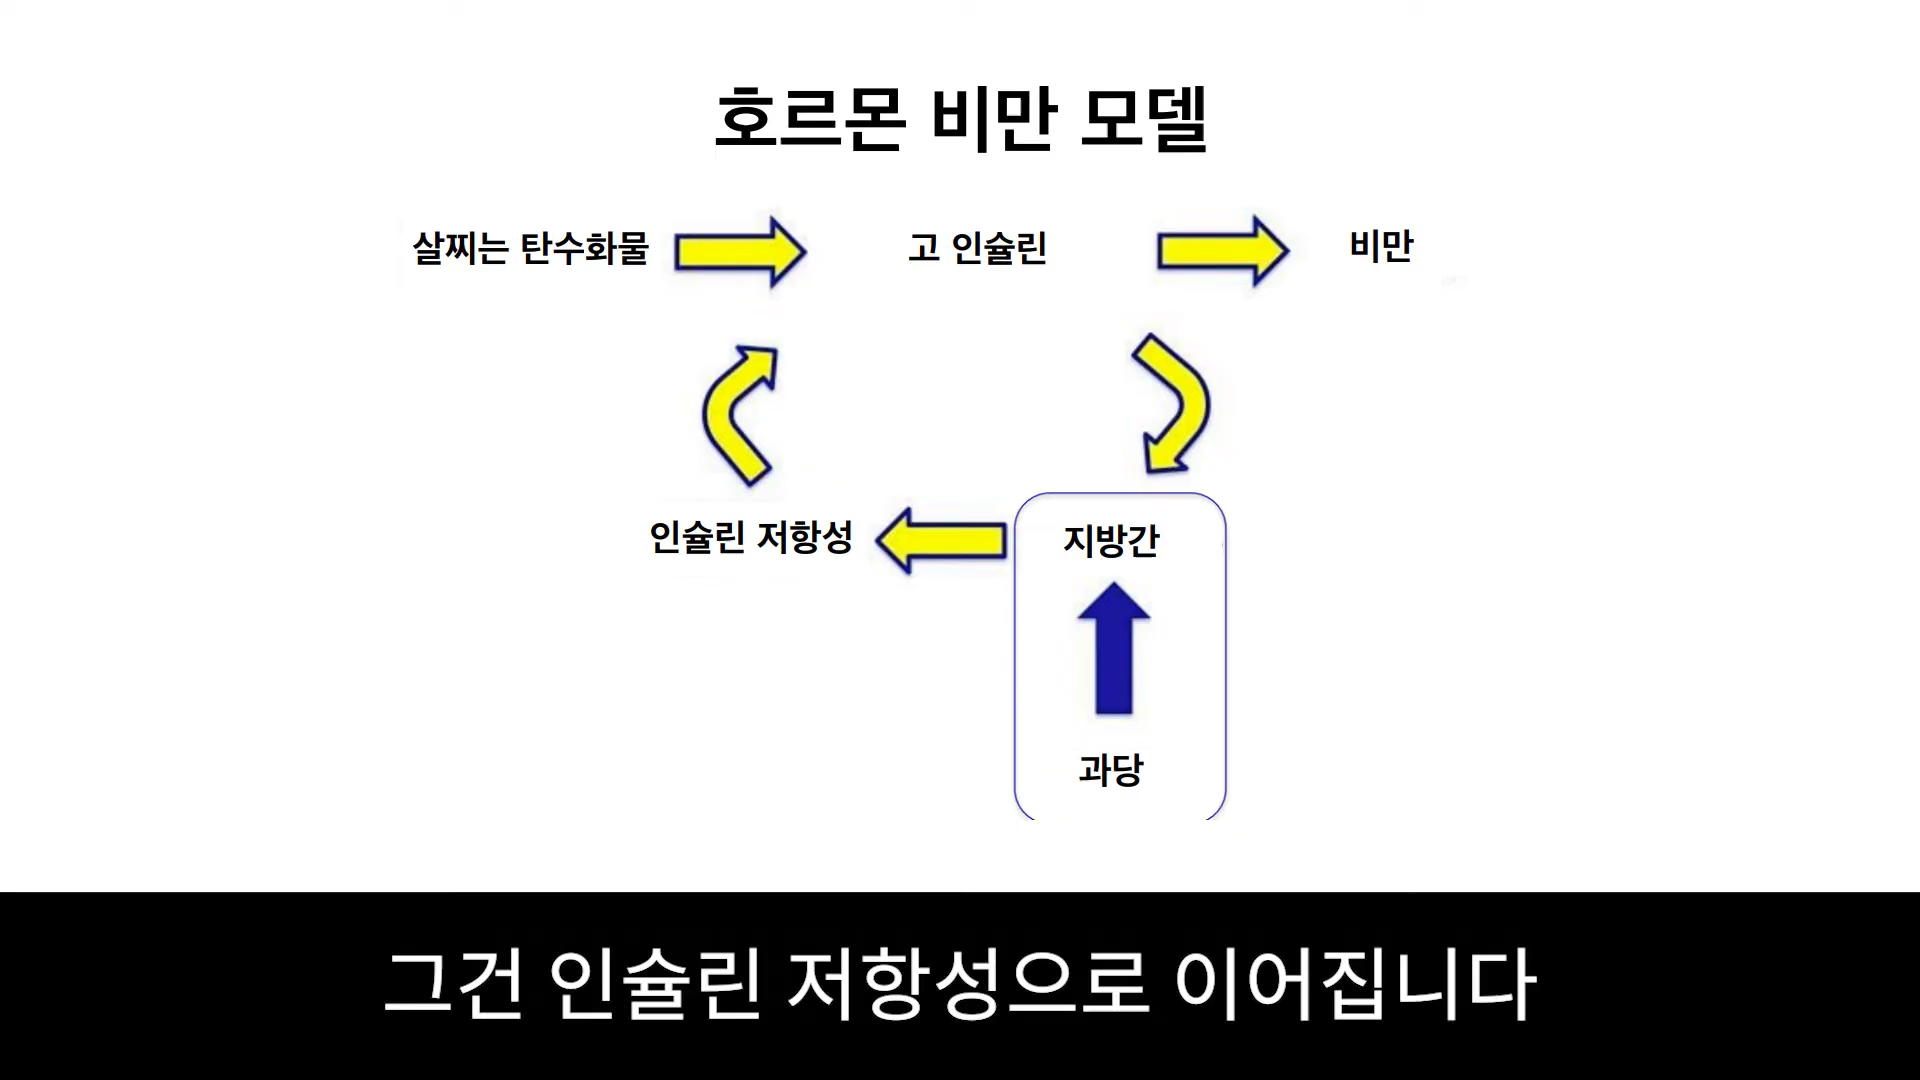 호르몬 비만 모델
살찌는 탄수화물
고 인슐린
비만
인슐린 저항성
지방간
과당
그건 인슐린 저항성으로 이어집니다